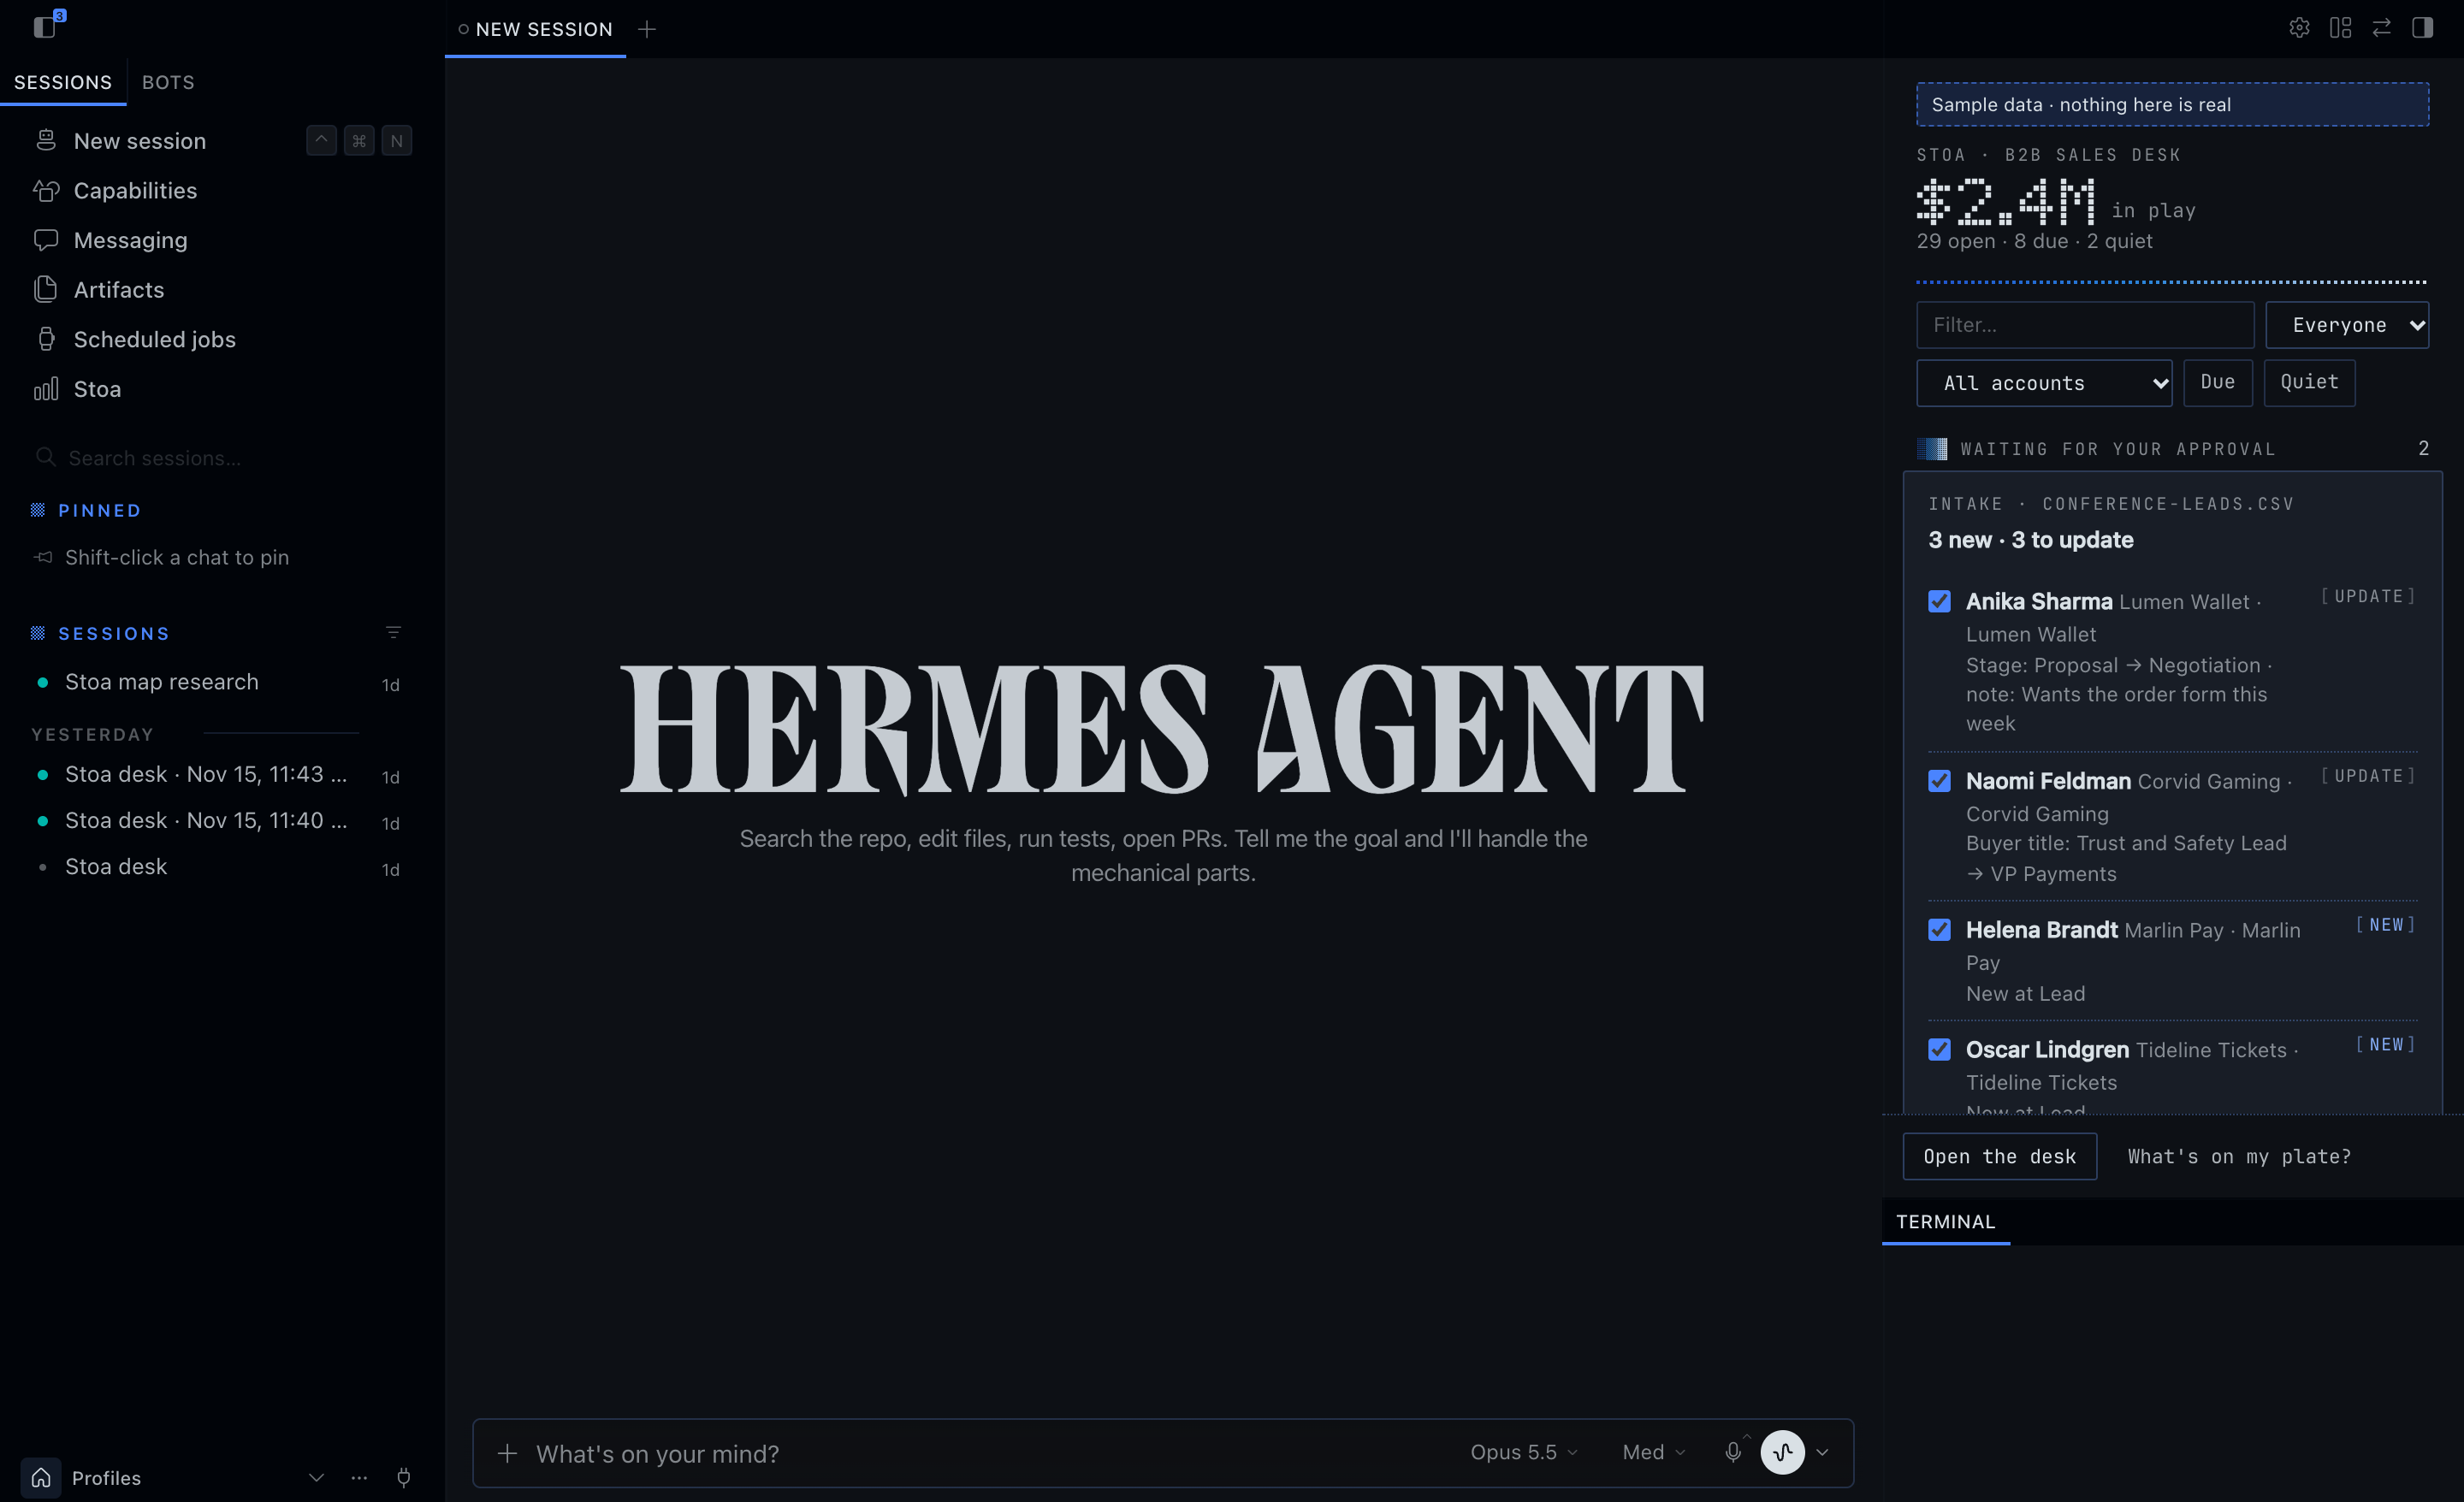 3
SESSIONS
BOTS
New session
^ ⌘ N
Capabilities
Messaging
Artifacts
Scheduled jobs
Stoa
Search sessions...
PINNED
Shift-click a chat to pin
SESSIONS
Stoa map research 1d
YESTERDAY
Stoa desk · Nov 15, 11:43 ... 1d
Stoa desk · Nov 15, 11:40 ... 1d
Stoa desk 1d
Profiles
NEW SESSION
HERMES AGENT
Search the repo, edit files, run tests, open PRs. Tell me the goal and I'll handle the
mechanical parts.
What's on your mind?
Opus 5.5
Med
Sample data · nothing here is real
STOA · B2B SALES DESK
$2.4M in play
29 open · 8 due · 2 quiet
Filter...
Everyone
All accounts
Due
Quiet
WAITING FOR YOUR APPROVAL 2
INTAKE · CONFERENCE-LEADS.CSV
3 new · 3 to update
Anika Sharma Lumen Wallet · [UPDATE]
Lumen Wallet
Stage: Proposal → Negotiation ·
note: Wants the order form this
week
Naomi Feldman Corvid Gaming · [UPDATE]
Corvid Gaming
Buyer title: Trust and Safety Lead
→ VP Payments
Helena Brandt Marlin Pay · Marlin [NEW]
Pay
New at Lead
Oscar Lindgren Tideline Tickets · [NEW]
Tideline Tickets
New at Lead
Open the desk
What's on my plate?
TERMINAL